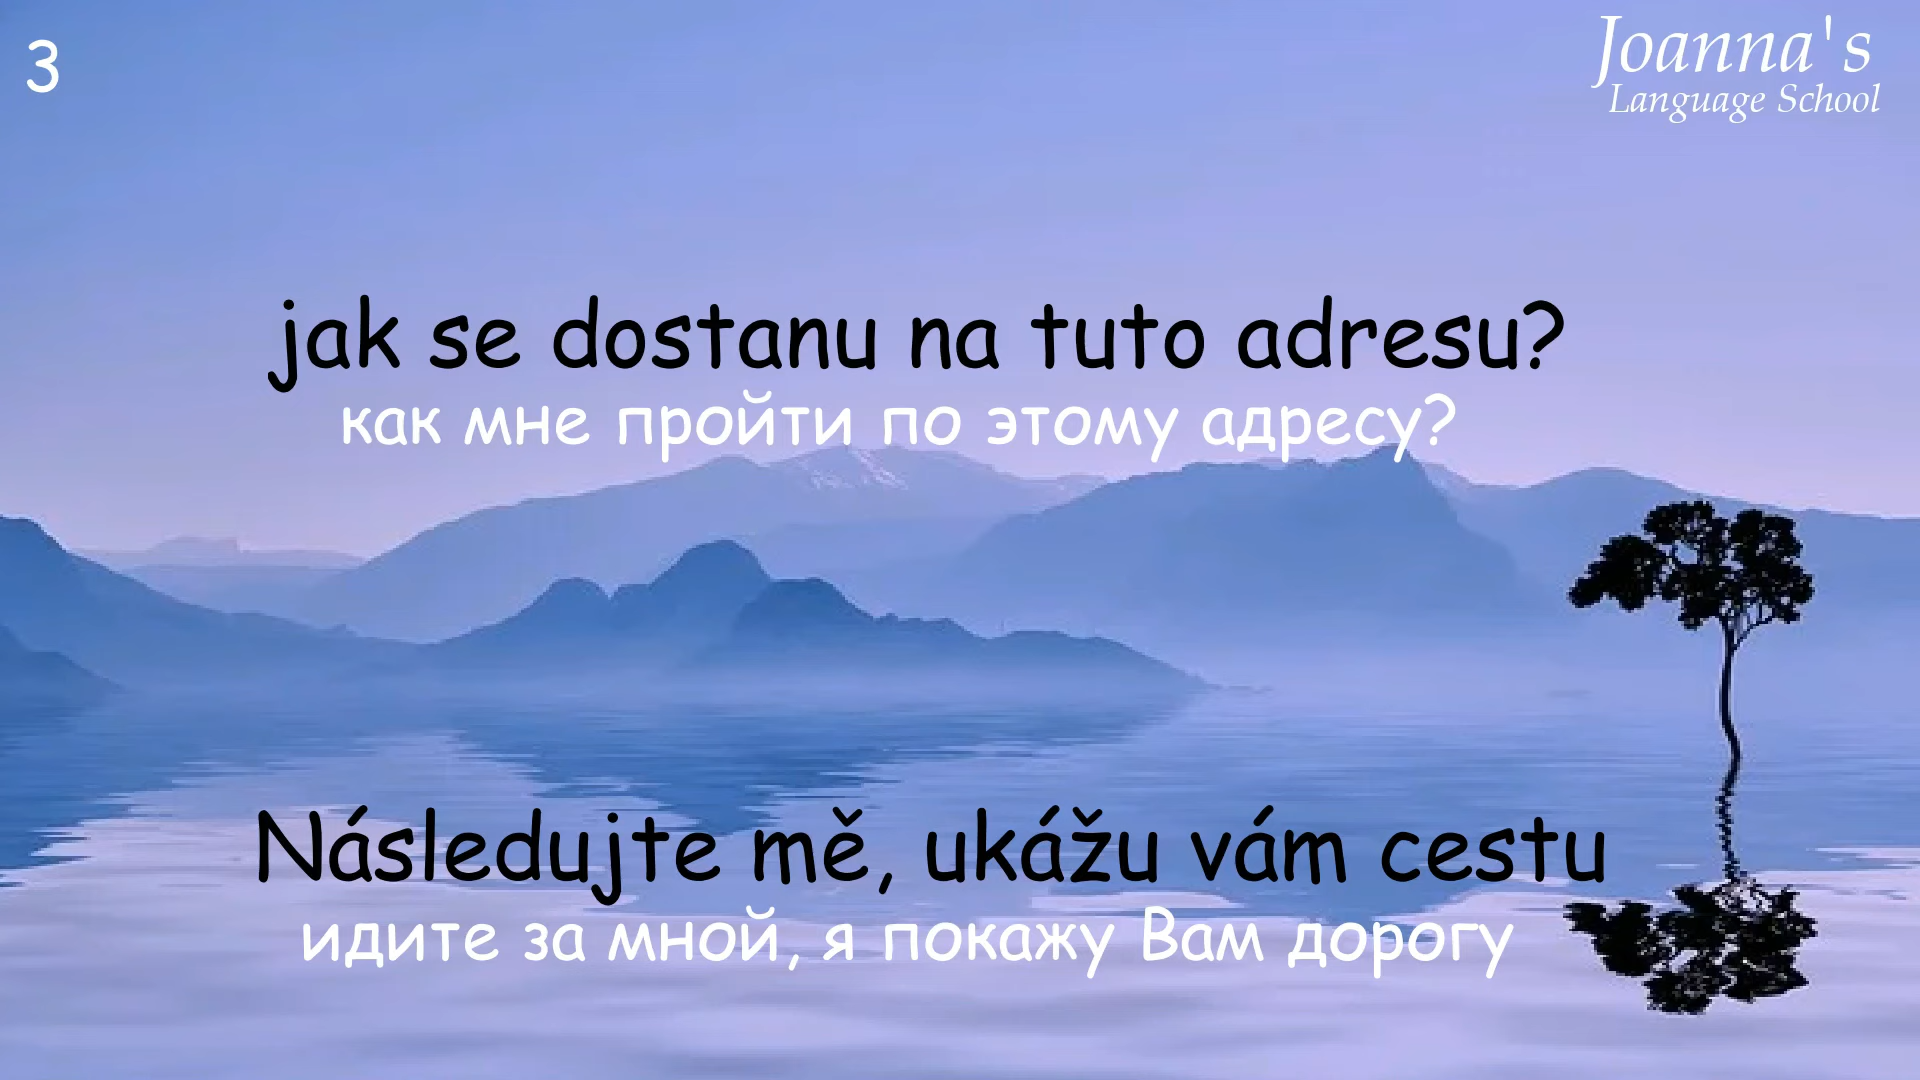 3
Joanna's
Language School
jak se dostanu na tuto adresu?
как мне пройти по этому адресу?
Následujte mě, ukážu vám cestu
идите за мной, я покажу Вам дорогу